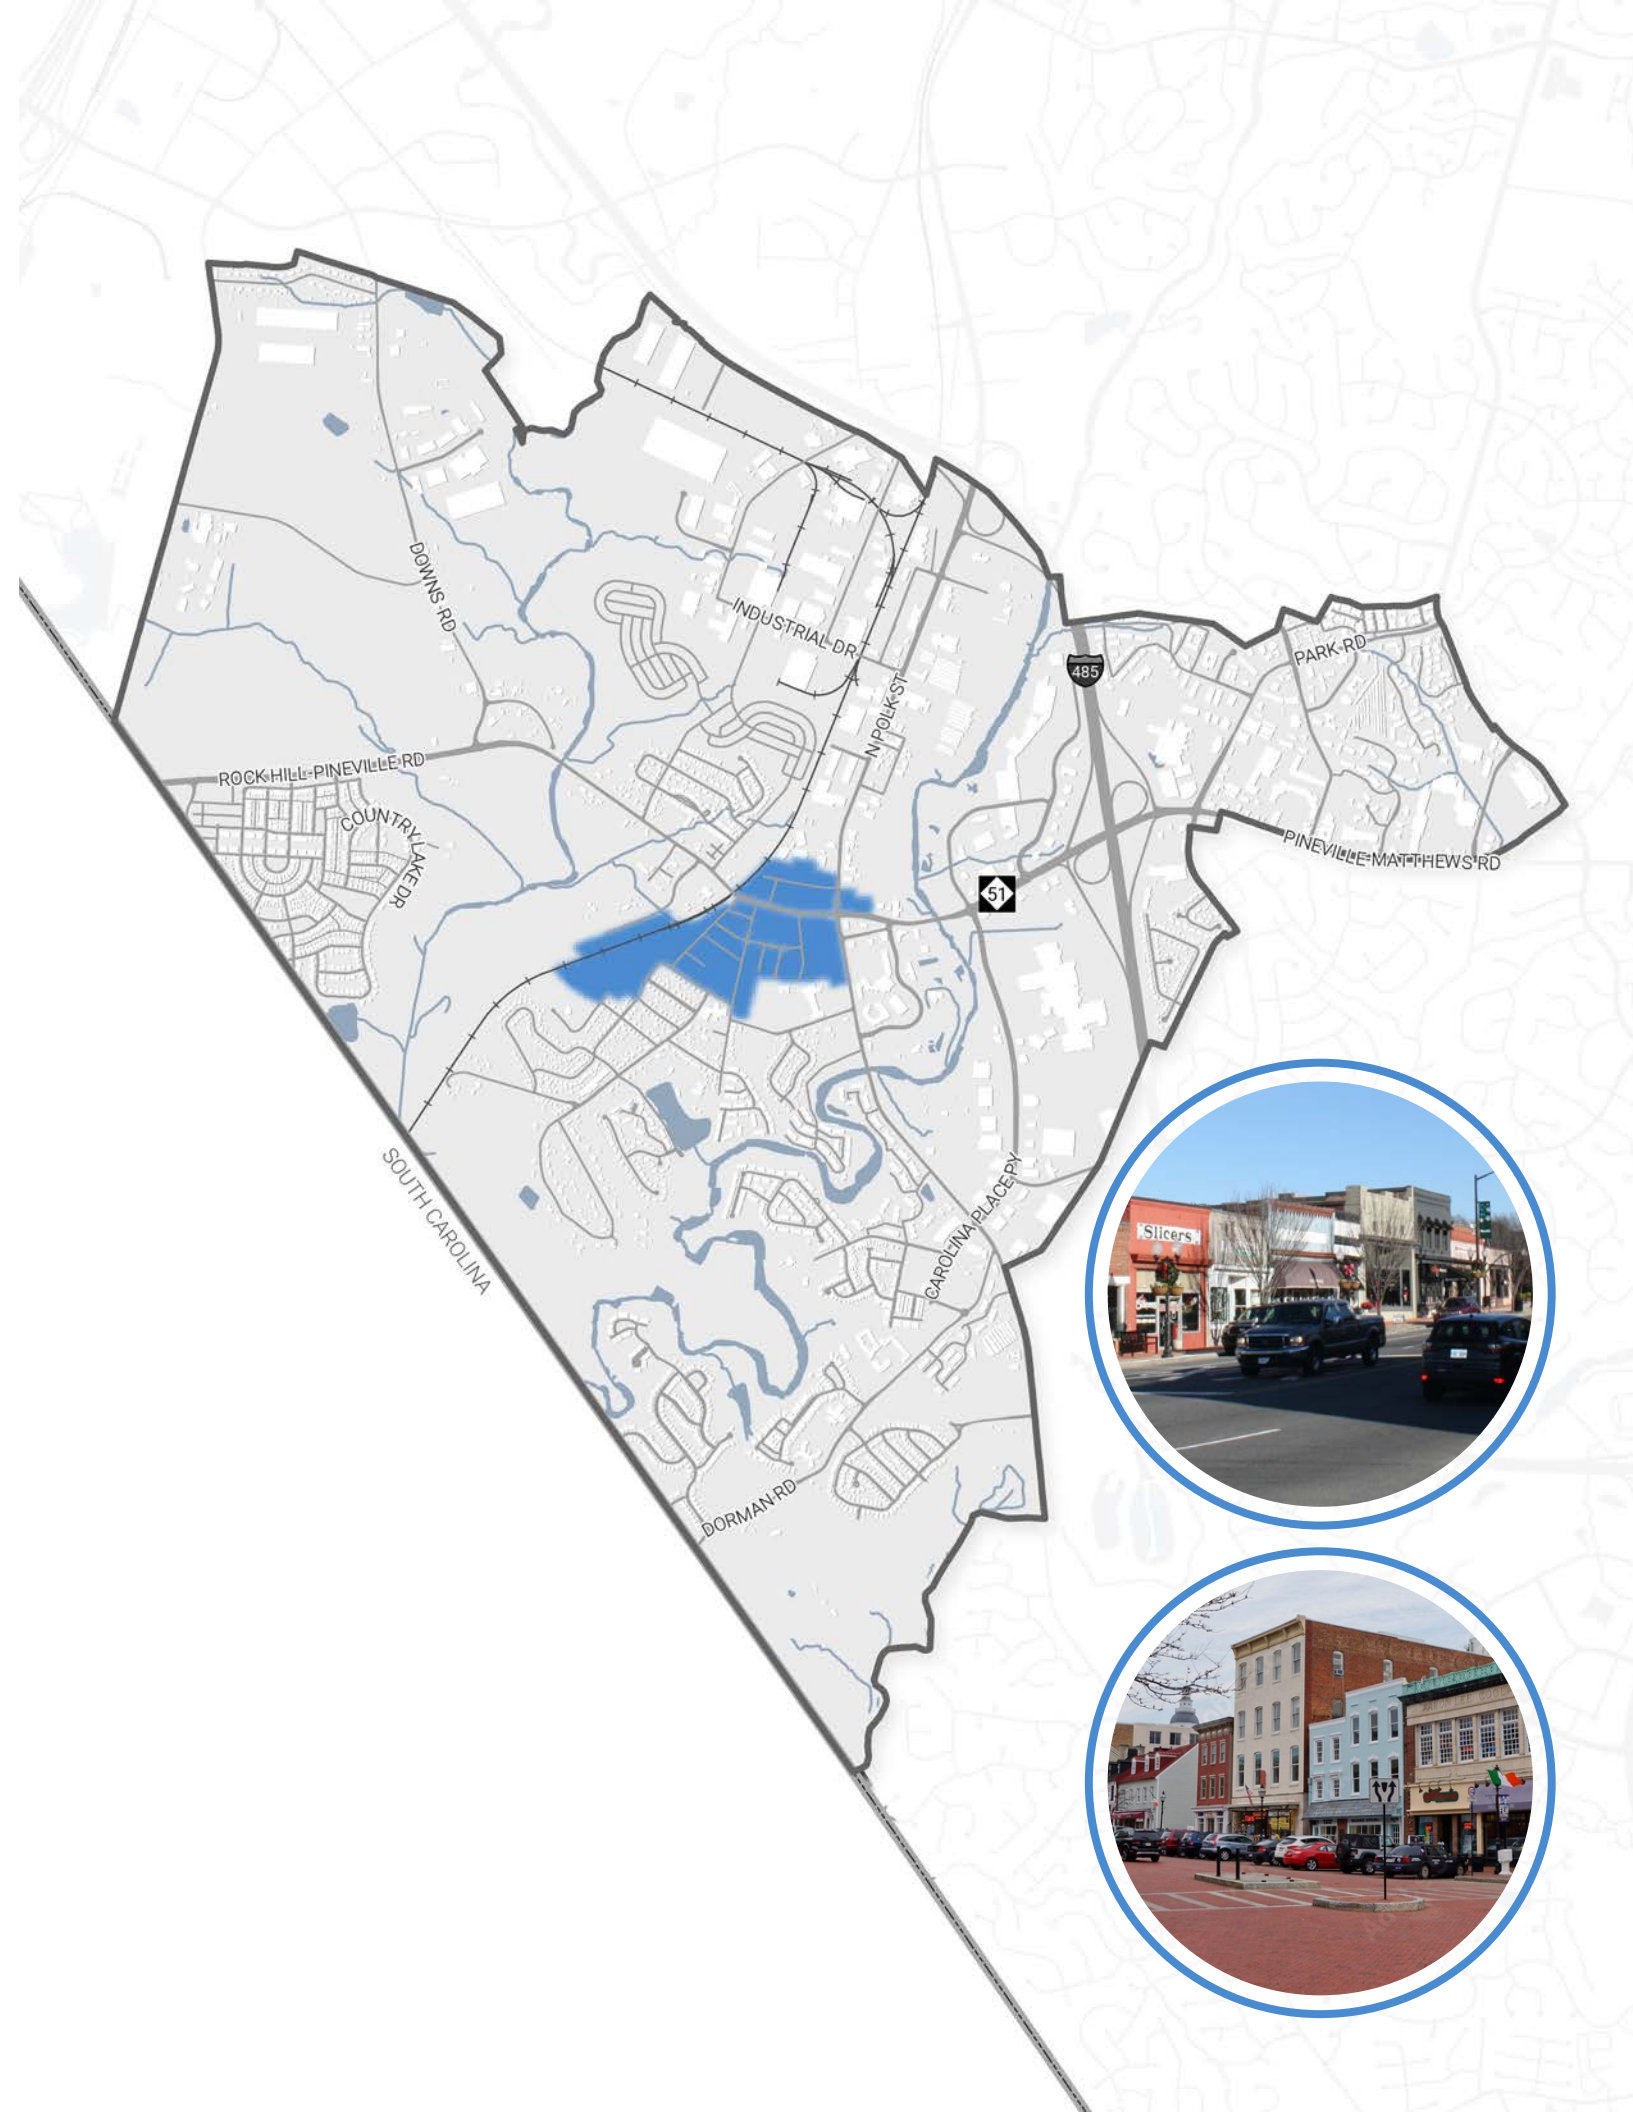 DOWNS RD
INDUSTRIAL DR
N POLK ST
485
PARK RD
ROCK HILL-PINEVILLE RD
COUNTRY LAKE DR
PINEVILLE-MATTHEWS RD
51
SOUTH CAROLINA
CAROLINA PLACE PY
Slicers
DORMAN RD